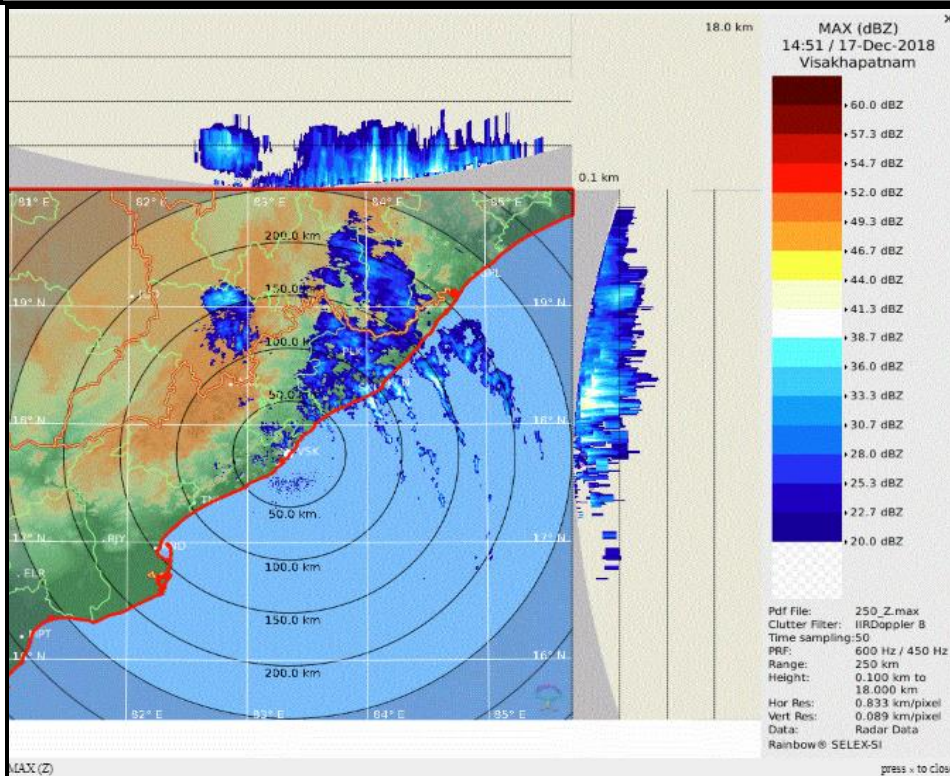 18.0 km
×
MAX (dBZ)
14:51 / 17-Dec-2018
Visakhapatnam
60.0 dBZ
57.3 dBZ
54.7 dBZ
52.0 dBZ
49.3 dBZ
46.7 dBZ
44.0 dBZ
41.3 dBZ
38.7 dBZ
36.0 dBZ
33.3 dBZ
30.7 dBZ
28.0 dBZ
25.3 dBZ
22.7 dBZ
20.0 dBZ
0.1 km
81° E
82° E
83° E
84° E
85° E
200.0 km
150.0
19° N
100.0 km
50.0
18° N
VSK
50.0 km
17° N
RJY
100.0 km
ELR
150.0 km
16° N
16° N
200.0 km
82° E
83° E
84° E
85° E
Pdf File: 250_Z.max
Clutter Filter: IIRDoppler 8
Time sampling:50
PRF: 600 Hz / 450 Hz
Range: 250 km
Height: 0.100 km to
18.000 km
Hor Res: 0.833 km/pixel
Vert Res: 0.089 km/pixel
Data: Radar Data
Rainbow® SELEX-SI
MAX (Z)
press x to clos